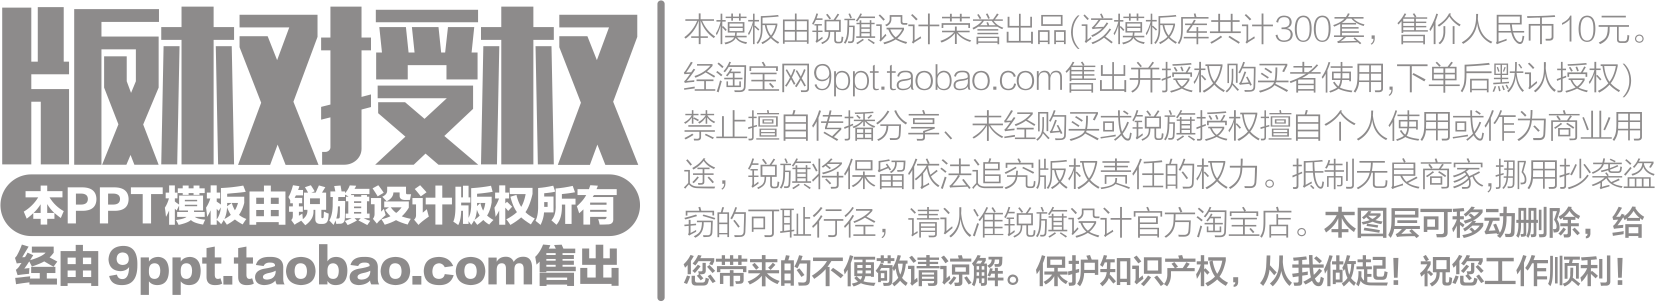 版权授权
本PPT模板由锐旗设计版权所有
经由9ppt.taobao.com售出
本模板由锐旗设计荣誉出品(该模板库共计300套，售价人民币10元。
经淘宝网9ppt.taobao.com售出并授权购买者使用,下单后默认授权)
禁止擅自传播分享、未经购买或锐旗授权擅自个人使用或作为商业用
途，锐旗将保留依法追究版权责任的权力。抵制无良商家,挪用抄袭盗
窃的可耻行径，请认准锐旗设计官方淘宝店。本图层可移动删除，给
您带来的不便敬请谅解。保护知识产权，从我做起！祝您工作顺利！